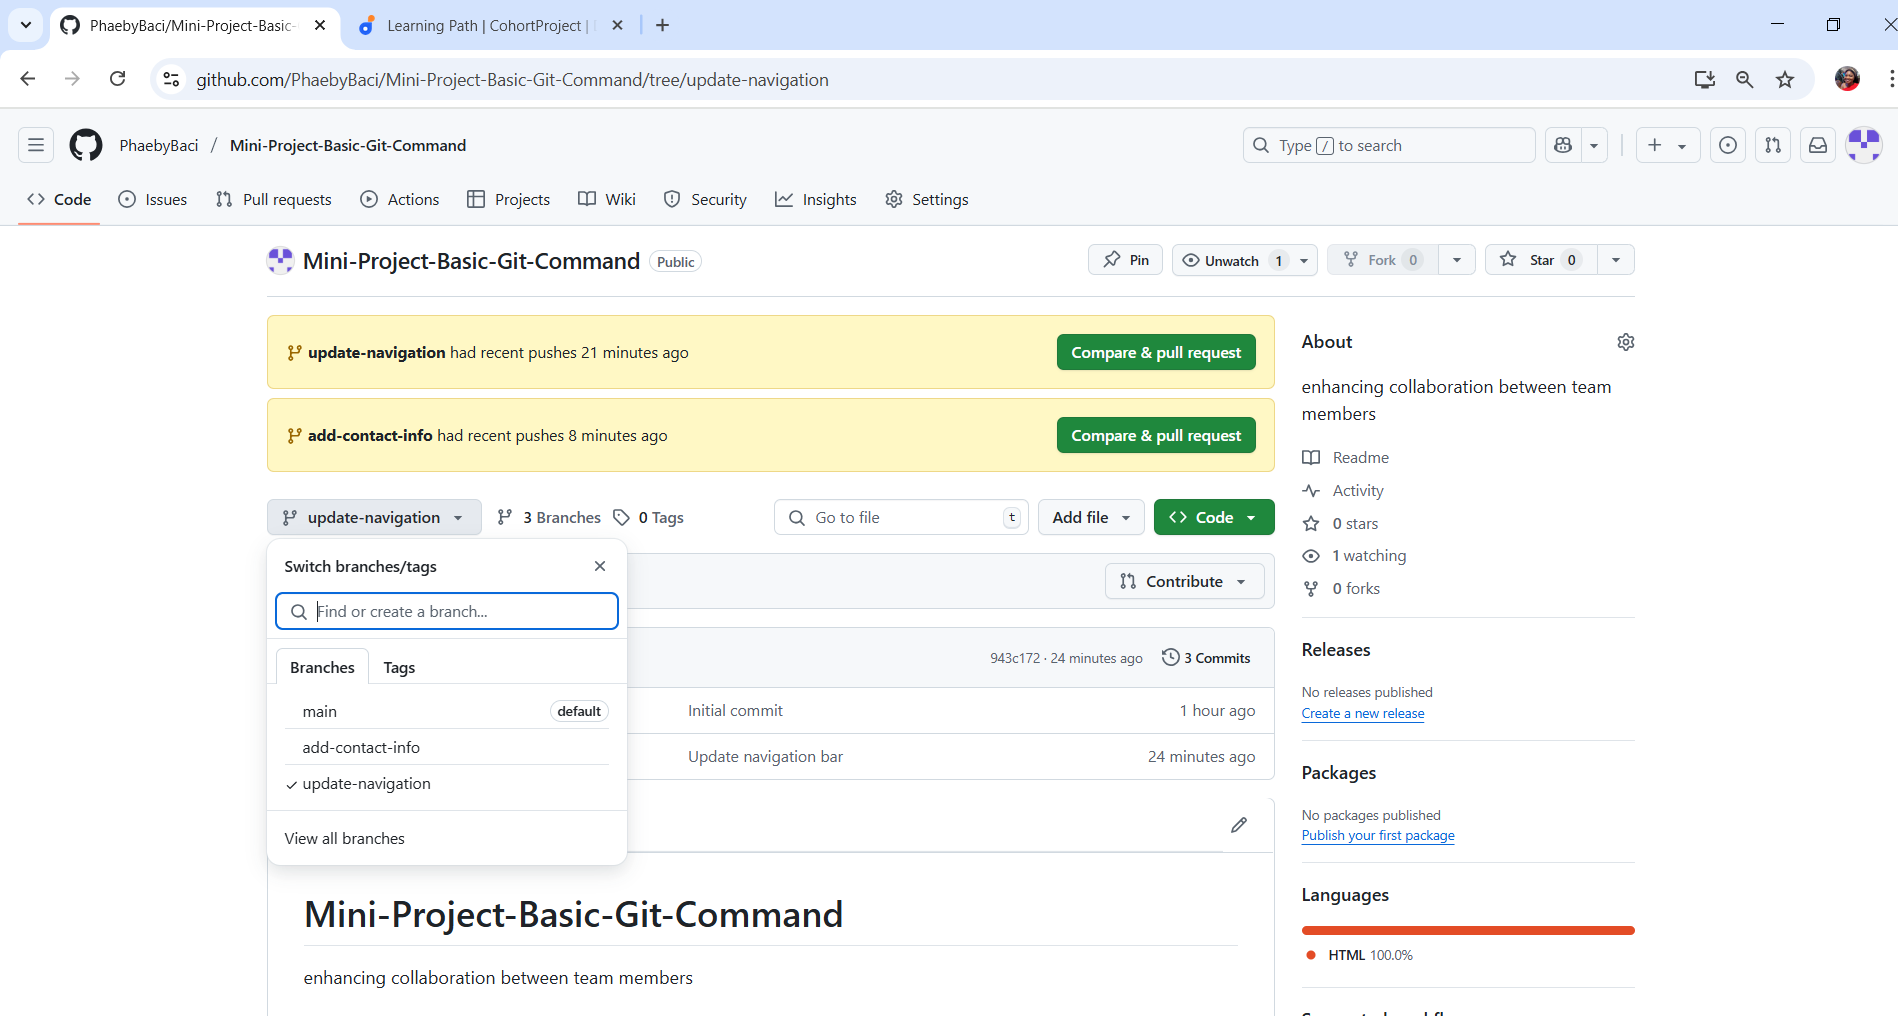 PhaebyBaci/Mini-Project-Basic-
Learning Path | CohortProject |
github.com/PhaebyBaci/Mini-Project-Basic-Git-Command/tree/update-navigation
PhaebyBaci / Mini-Project-Basic-Git-Command
Type / to search
Code
Issues
Pull requests
Actions
Projects
Wiki
Security
Insights
Settings
Mini-Project-Basic-Git-Command Public
Pin
Unwatch 1
Fork 0
Star 0
update-navigation had recent pushes 21 minutes ago
Compare & pull request
add-contact-info had recent pushes 8 minutes ago
Compare & pull request
update-navigation
3 Branches
0 Tags
Go to file
t
Add file
Code
Switch branches/tags
Find or create a branch...
Branches
Tags
main
default
add-contact-info
update-navigation
View all branches
Contribute
943c172 · 24 minutes ago
3 Commits
Initial commit
1 hour ago
Update navigation bar
24 minutes ago
Mini-Project-Basic-Git-Command
enhancing collaboration between team members
About
enhancing collaboration between team
members
Readme
Activity
0 stars
1 watching
0 forks
Releases
No releases published
Create a new release
Packages
No packages published
Publish your first package
Languages
HTML 100.0%